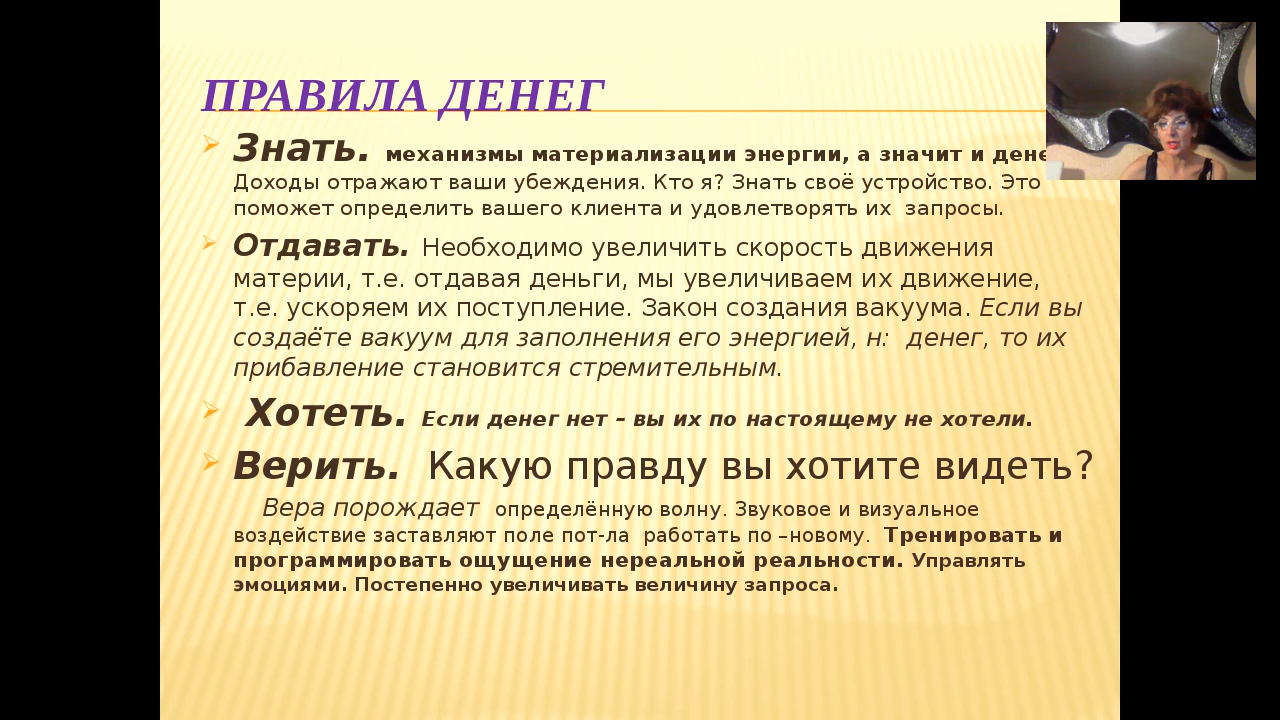 ПРАВИЛА ДЕНЕГ
Знать. механизмы материализации энергии, а значит и
Доходы отражают ваши убеждения. Кто я? Знать своё устройство. Это
поможет определить вашего клиента и удовлетворять их запросы.
Отдавать. Необходимо увеличить скорость движения
материи, т.е. отдавая деньги, мы увеличиваем их движение,
т.е. ускоряем их поступление. Закон создания вакуума. Если вы
создаёте вакуум для заполнения его энергией, н: денег, то их
прибавление становится стремительным.
Хотеть. Если денег нет – вы их по настоящему не хотели.
Верить. Какую правду вы хотите видеть?
Вера порождает определённую волну. Звуковое и визуальное
воздействие заставляют поле пот-ла работать по –новому. Тренировать и
программировать ощущение нереальной реальности. Управлять
эмоциями. Постепенно увеличивать величину запроса.